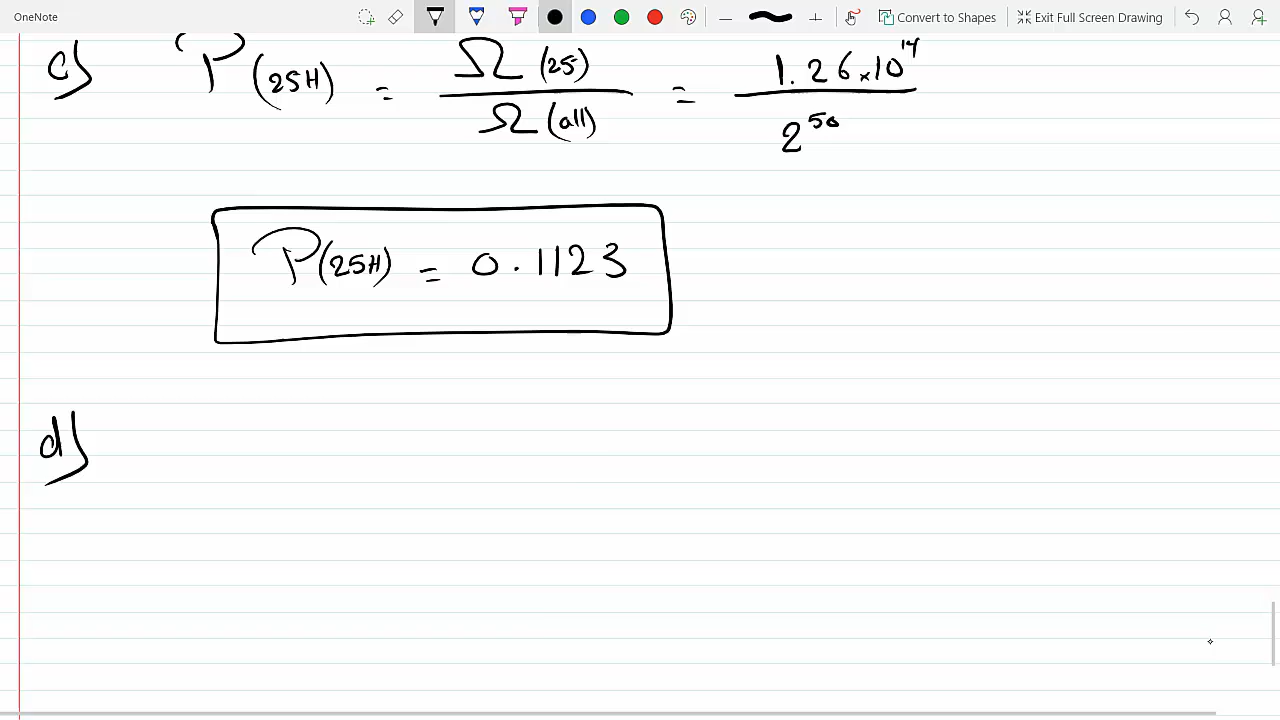 OneNote
Convert to Shapes
Exit Full Screen Drawing
c) P(25H) = Ω(25) / Ω(all) = 1.26 × 10^14 / 2^50
P(25H) = 0.1123
d)